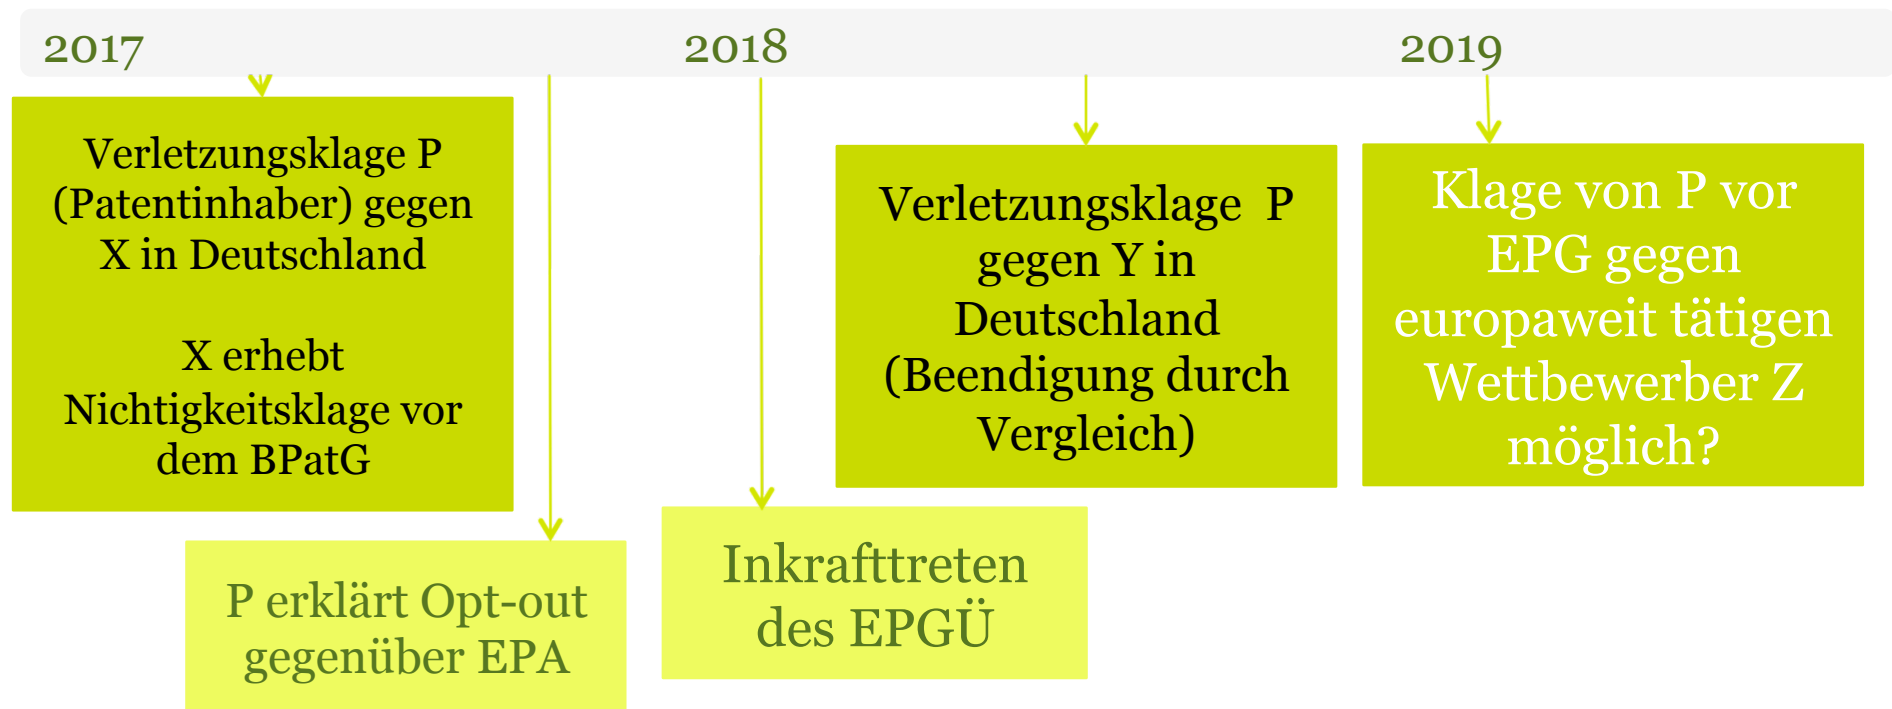 2017
2018
2019
Verletzungsklage P
(Patentinhaber) gegen
X in Deutschland
X erhebt
Nichtigkeitsklage vor
dem BPatG
P erklärt Opt-out
gegenüber EPA
Inkrafttreten
des EPGÜ
Verletzungsklage P
gegen Y in
Deutschland
(Beendigung durch
Vergleich)
Klage von P vor
EPG gegen
europaweit tätigen
Wettbewerber Z
möglich?